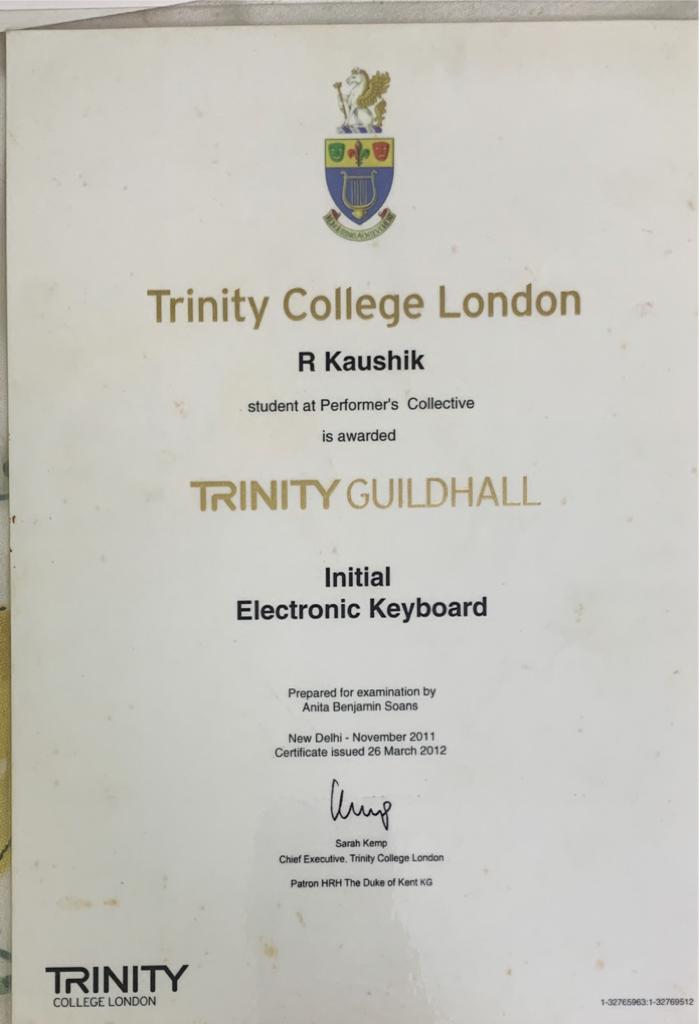 Trinity College London
R Kaushik
student at Performer's Collective
is awarded
TRINITY GUILDHALL
Initial
Electronic Keyboard
Prepared for examination by
Anita Benjamin Soans
New Delhi - November 2011
Certificate issued 26 March 2012
Sarah Kemp
Chief Executive, Trinity College London
Patron HRH The Duke of Kent KG
TRINITY
COLLEGE LONDON
1-32765963:1-32769512